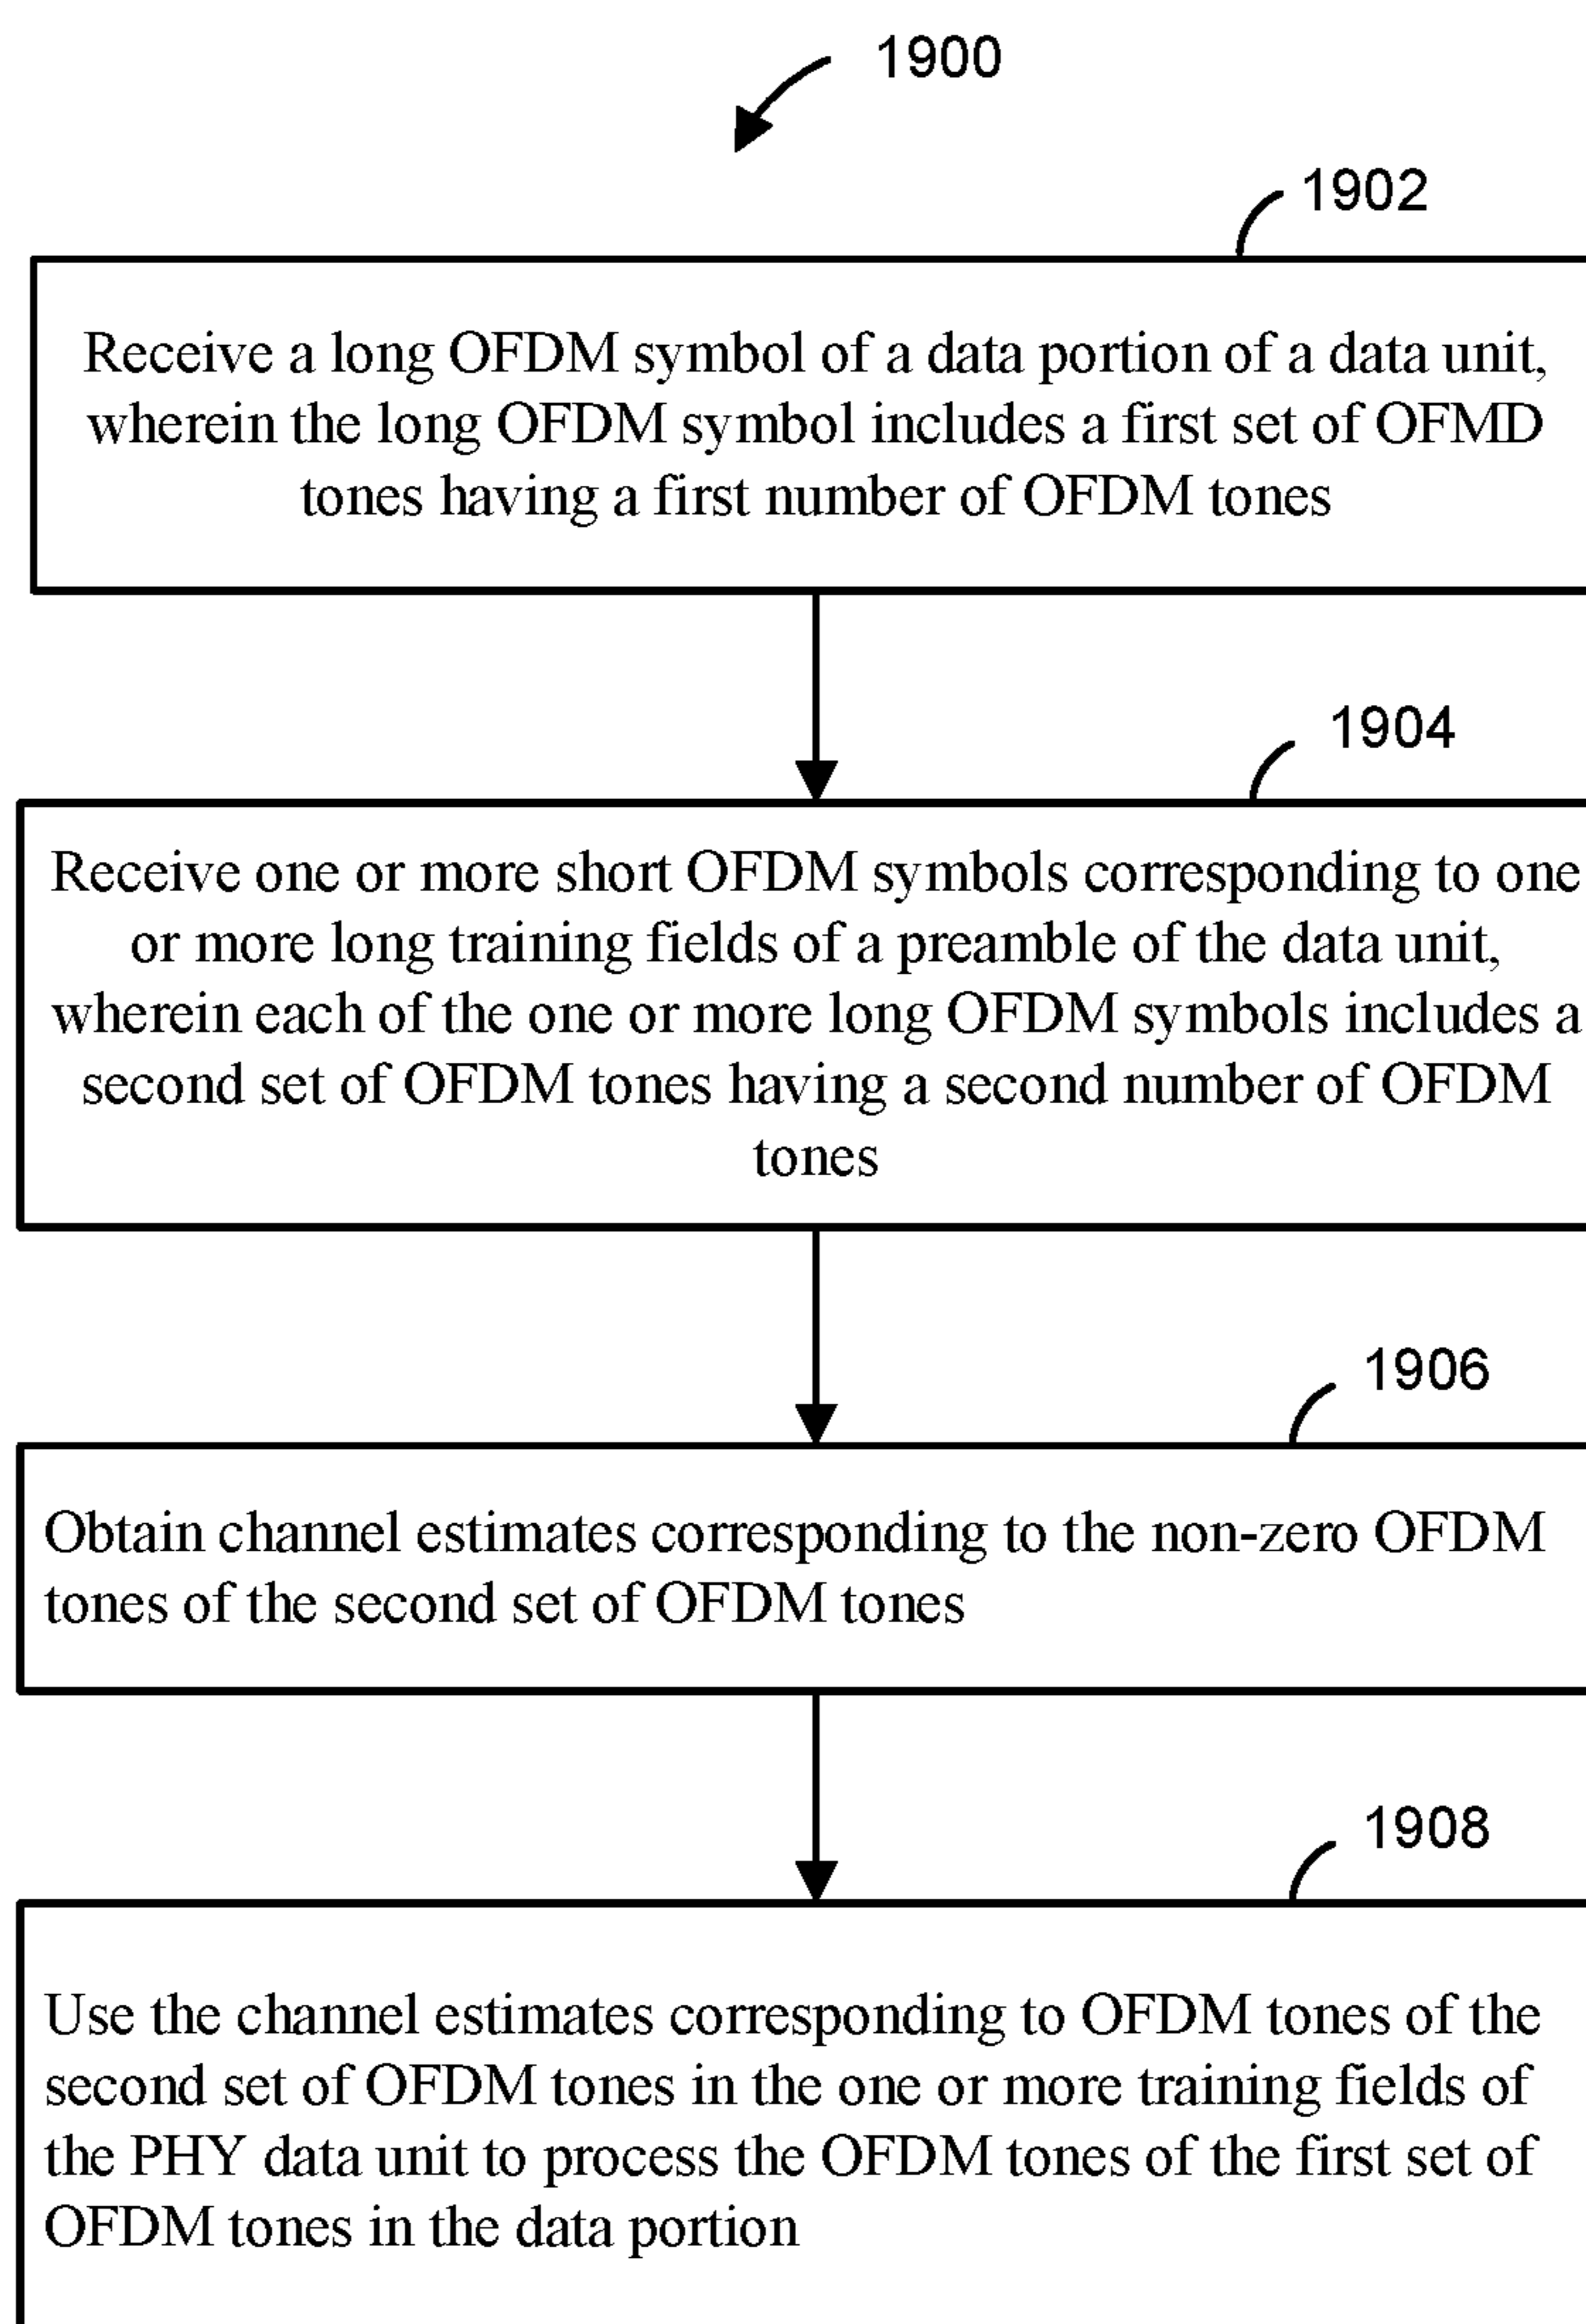 1900
1902
Receive a long OFDM symbol of a data portion of a data unit,
wherein the long OFDM symbol includes a first set of OFMD
tones having a first number of OFDM tones
1904
Receive one or more short OFDM symbols corresponding to one
or more long training fields of a preamble of the data unit,
wherein each of the one or more long OFDM symbols includes a
second set of OFDM tones having a second number of OFDM
tones
1906
Obtain channel estimates corresponding to the non-zero OFDM
tones of the second set of OFDM tones
1908
Use the channel estimates corresponding to OFDM tones of the
second set of OFDM tones in the one or more training fields of
the PHY data unit to process the OFDM tones of the first set of
OFDM tones in the data portion